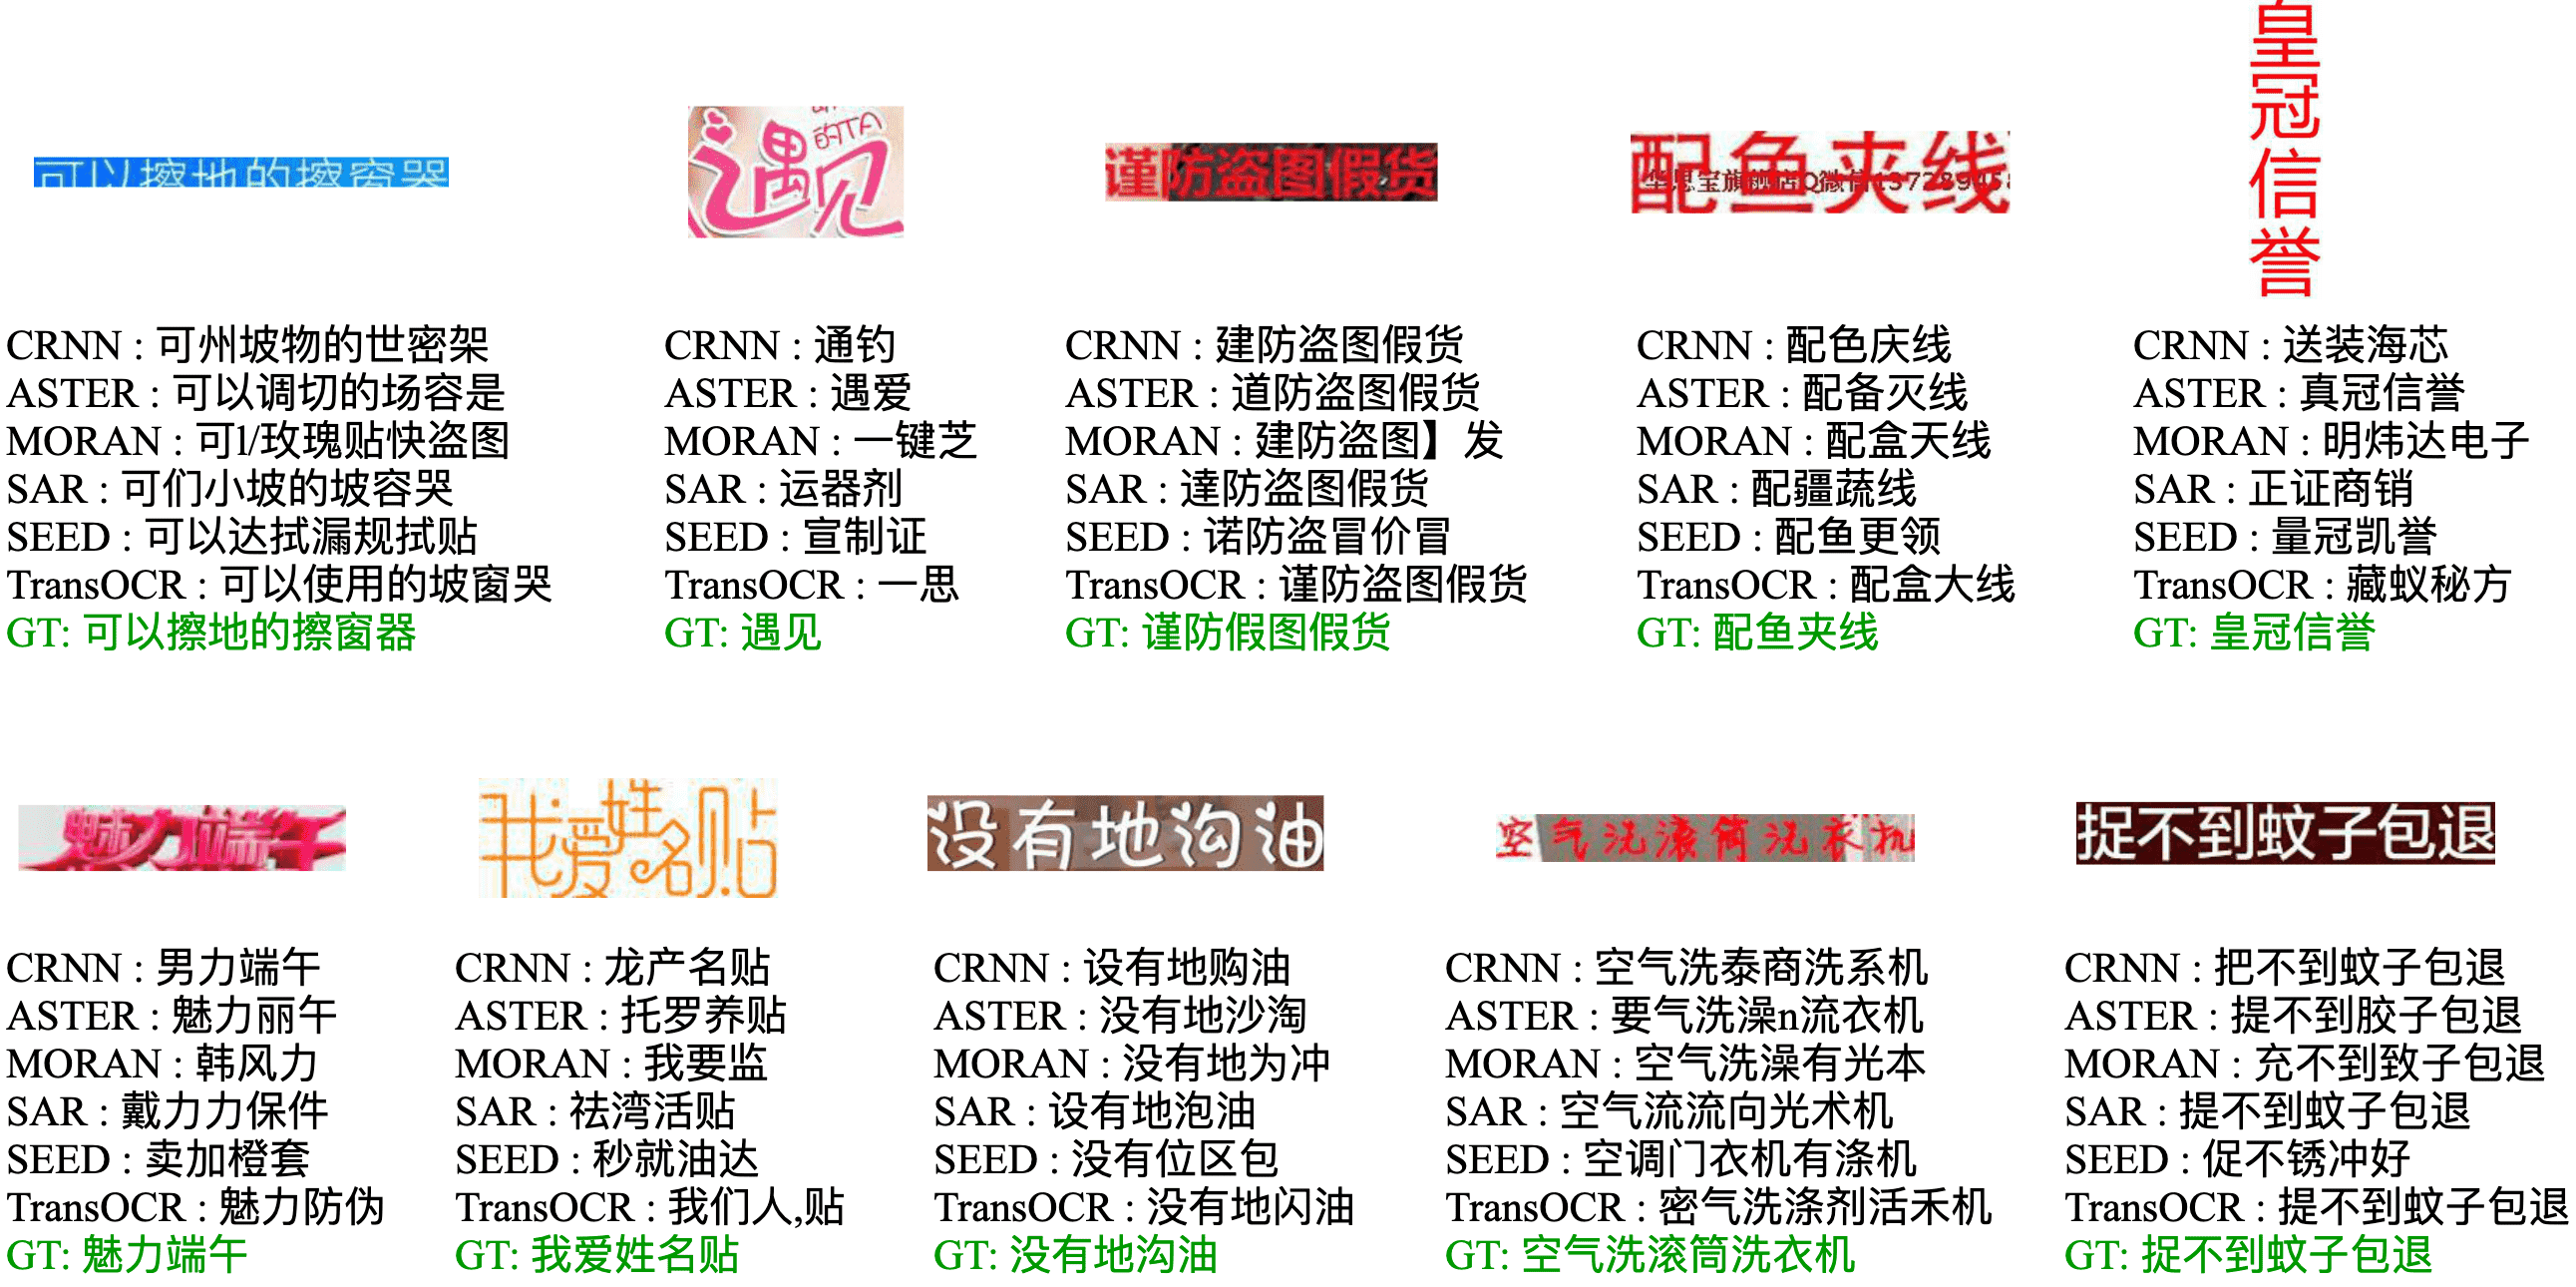 可以擦地的擦窗器
CRNN : 可州坡物的世密架
ASTER : 可以调切的场容是
MORAN : 可l/玫瑰贴快盗图
SAR : 可们小坡的坡容哭
SEED : 可以达拭漏规拭贴
TransOCR : 可以使用的坡窗哭
GT: 可以擦地的擦窗器
的TA
遇见
CRNN : 通钓
ASTER : 遇爱
MORAN : 一键芝
SAR : 运器剂
SEED : 宣制证
TransOCR : 一思
GT: 遇见
谨防盗图假货
CRNN : 建防盗图假货
ASTER : 道防盗图假货
MORAN : 建防盗图】发
SAR : 達防盗图假货
SEED : 诺防盗冒价冒
TransOCR : 谨防盗图假货
GT: 谨防假图假货
配鱼夹线
CRNN : 配色庆线
ASTER : 配备灭线
MORAN : 配盒天线
SAR : 配疆蔬线
SEED : 配鱼更领
TransOCR : 配盒大线
GT: 配鱼夹线
皇冠信誉
CRNN : 送装海芯
ASTER : 真冠信誉
MORAN : 明炜达电子
SAR : 正证商销
SEED : 量冠凯誉
TransOCR : 藏蚁秘方
GT: 皇冠信誉
魅力端午
CRNN : 男力端午
ASTER : 魅力丽午
MORAN : 韩风力
SAR : 戴力力保件
SEED : 卖加橙套
TransOCR : 魅力防伪
GT: 魅力端午
我爱姓名贴
CRNN : 龙产名贴
ASTER : 托罗养贴
MORAN : 我要监
SAR : 祛湾活贴
SEED : 秒就油达
TransOCR : 我们人,贴
GT: 我爱姓名贴
没有地沟油
CRNN : 设有地购油
ASTER : 没有地沙淘
MORAN : 没有地为冲
SAR : 设有地泡油
SEED : 没有位区包
TransOCR : 没有地闪油
GT: 没有地沟油
空气洗滚筒洗衣机
CRNN : 空气洗泰商洗系机
ASTER : 要气洗澡n流衣机
MORAN : 空气洗澡有光本
SAR : 空气流流向光术机
SEED : 空调门衣机有涤机
TransOCR : 密气洗涤剂活禾机
GT: 空气洗滚筒洗衣机
捉不到蚊子包退
CRNN : 把不到蚊子包退
ASTER : 提不到胶子包退
MORAN : 充不到致子包退
SAR : 提不到蚊子包退
SEED : 促不锈冲好
TransOCR : 提不到蚊子包退
GT: 捉不到蚊子包退